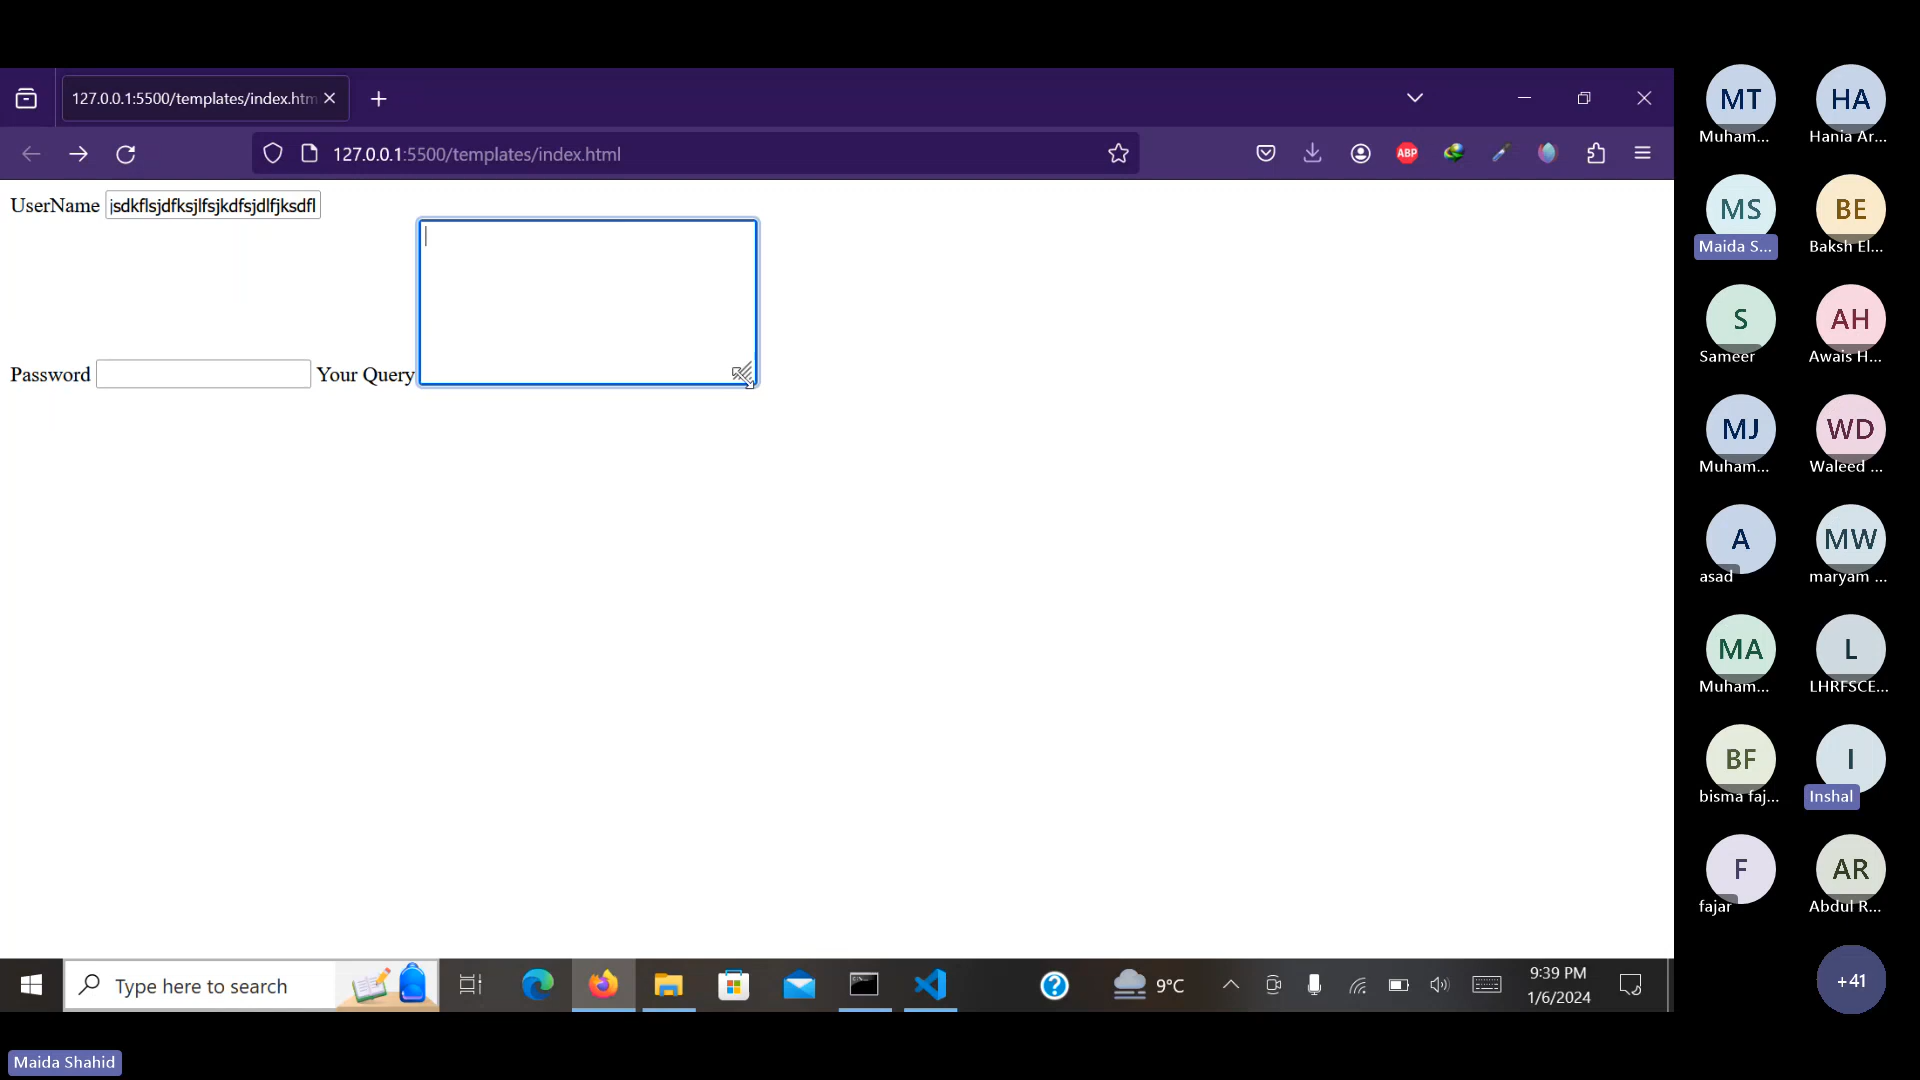 127.0.0.1:5500/templates/index.htm
127.0.0.1:5500/templates/index.html
ABP
UserName jsdkflsjdfksjlfsjkdfsjdlfjksdfl
Password
Your Query
MT
Muham...
HA
Hania Ar...
MS
Maida S...
BE
Baksh El...
S
Sameer
AH
Awais H...
MJ
Muham...
WD
Waleed ...
A
asad
MW
maryam ...
MA
Muham...
L
LHRFSCE...
BF
bisma faj...
I
Inshal
F
fajar
AR
Abdul R...
+41
Type here to search
9°C
9:39 PM
1/6/2024
Maida Shahid